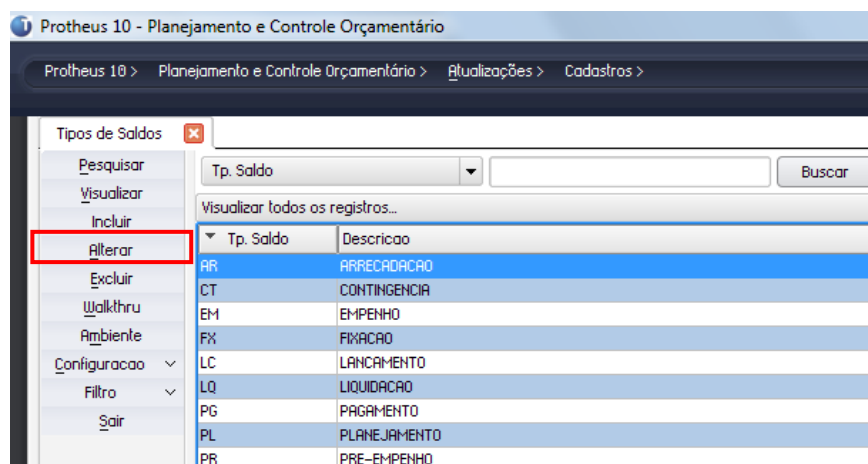 Protheus 10 - Planejamento e Controle Orçamentário
Protheus 10 > Planejamento e Controle Orçamentário > Atualizações > Cadastros >
Tipos de Saldos
Pesquisar
Visualizar
Incluir
Alterar
Excluir
Walkthru
Ambiente
Configuracao
Filtro
Sair
Tp. Saldo Buscar
Visualizar todos os registros...
Tp. Saldo Descricao
AR ARRECADACAO
CT CONTINGENCIA
EM EMPENHO
FX FIXACAO
LC LANCAMENTO
LQ LIQUIDACAO
PG PAGAMENTO
PL PLANEJAMENTO
PR PRE-EMPENHO